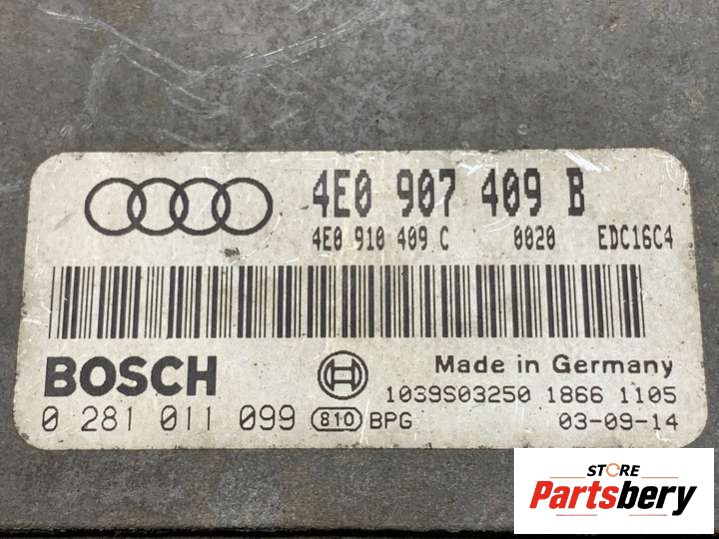 4E0 907 409 B
4E0 910 409 C 0020 EDC16C4
BOSCH
Made in Germany
1039S03250 1866 1105
0 281 011 099 810 BPG 03-09-14
STORE
Partsbery